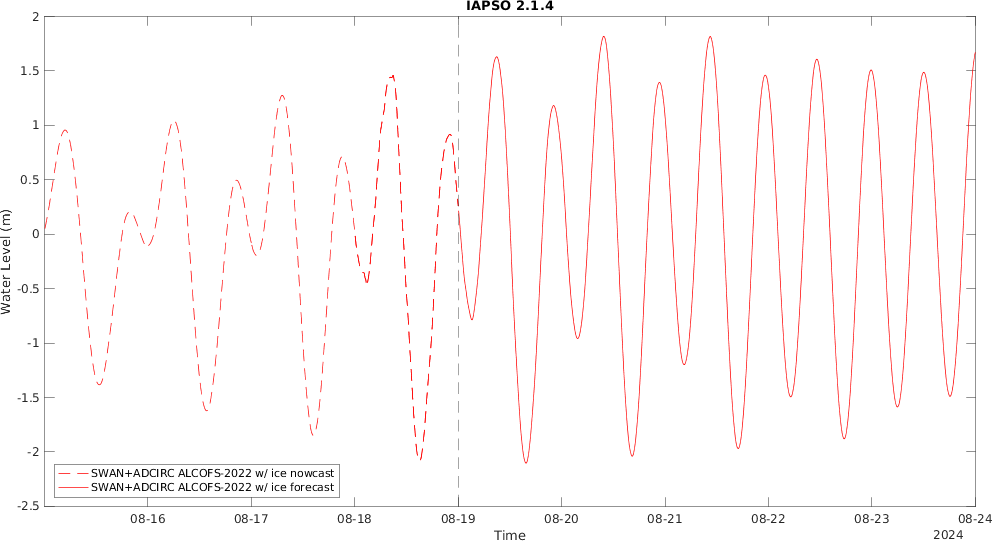 IAPSO 2.1.4
2
1.5
1
0.5
0
-0.5
-1
-1.5
-2
-2.5
Water Level (m)
SWAN+ADCIRC ALCOFS-2022 w/ ice nowcast
SWAN+ADCIRC ALCOFS-2022 w/ ice forecast
08-16 08-17 08-18 08-19 08-20 08-21 08-22 08-23 08-24
Time
2024